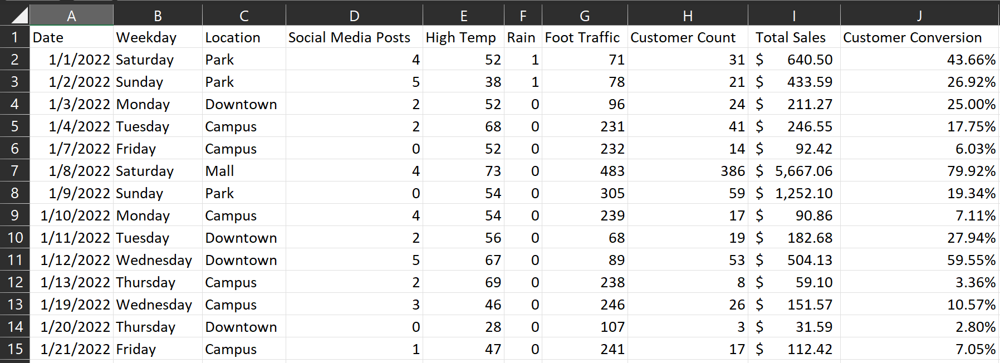 A B C D E F G H I J
1 Date Weekday Location Social Media Posts High Temp Rain Foot Traffic Customer Count Total Sales Customer Conversion
2 1/1/2022 Saturday Park 4 52 1 71 31 $ 640.50 43.66%
3 1/2/2022 Sunday Park 5 38 1 78 21 $ 433.59 26.92%
4 1/3/2022 Monday Downtown 2 52 0 96 24 $ 211.27 25.00%
5 1/4/2022 Tuesday Campus 2 68 0 231 41 $ 246.55 17.75%
6 1/7/2022 Friday Campus 0 52 0 232 14 $ 92.42 6.03%
7 1/8/2022 Saturday Mall 4 73 0 483 386 $ 5,667.06 79.92%
8 1/9/2022 Sunday Park 0 54 0 305 59 $ 1,252.10 19.34%
9 1/10/2022 Monday Campus 4 54 0 239 17 $ 90.86 7.11%
10 1/11/2022 Tuesday Downtown 2 56 0 68 19 $ 182.68 27.94%
11 1/12/2022 Wednesday Downtown 5 67 0 89 53 $ 504.13 59.55%
12 1/13/2022 Thursday Campus 2 69 0 238 8 $ 59.10 3.36%
13 1/19/2022 Wednesday Campus 3 46 0 246 26 $ 151.57 10.57%
14 1/20/2022 Thursday Downtown 0 28 0 107 3 $ 31.59 2.80%
15 1/21/2022 Friday Campus 1 47 0 241 17 $ 112.42 7.05%